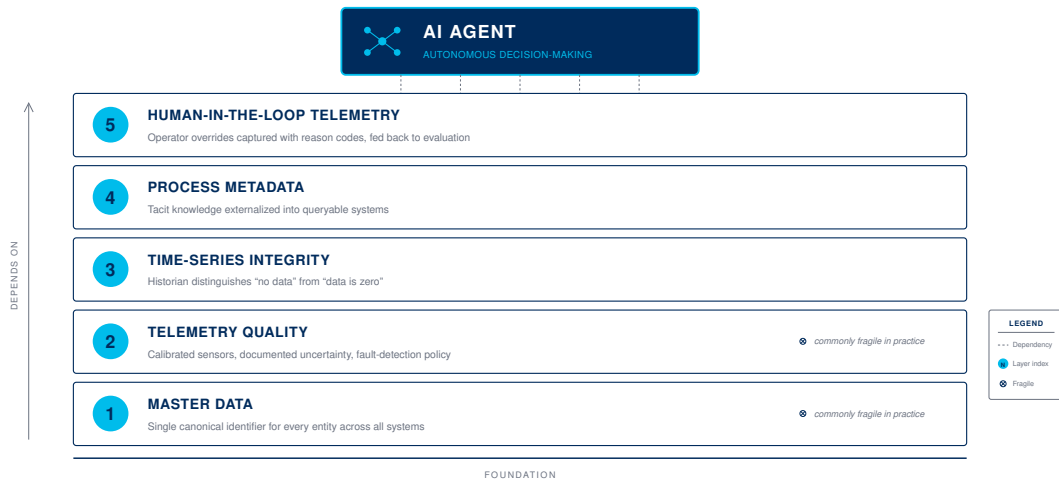 AI AGENT
AUTONOMOUS DECISION-MAKING
5
HUMAN-IN-THE-LOOP TELEMETRY
Operator overrides captured with reason codes, fed back to evaluation
4
PROCESS METADATA
Tacit knowledge externalized into queryable systems
3
TIME-SERIES INTEGRITY
Historian distinguishes “no data” from “data is zero”
2
TELEMETRY QUALITY
Calibrated sensors, documented uncertainty, fault-detection policy
commonly fragile in practice
1
MASTER DATA
Single canonical identifier for every entity across all systems
commonly fragile in practice
FOUNDATION
DEPENDS ON
LEGEND
Dependency
N Layer index
Fragile